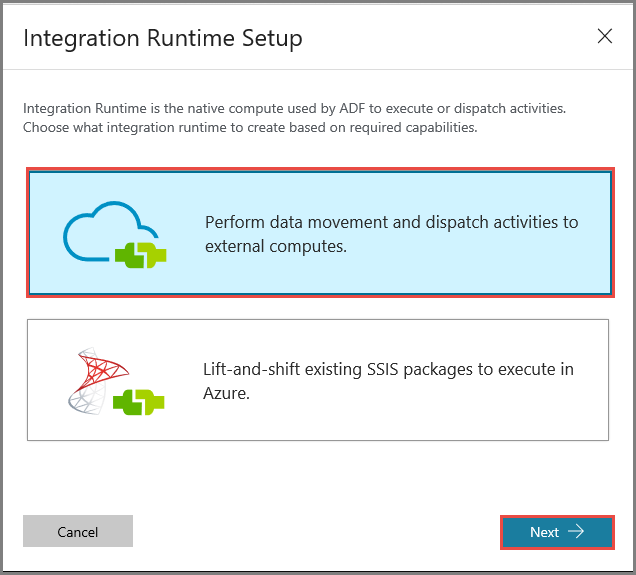 Integration Runtime Setup
Integration Runtime is the native compute used by ADF to execute or dispatch activities.
Choose what integration runtime to create based on required capabilities.
Perform data movement and dispatch activities to
external computes.
Lift-and-shift existing SSIS packages to execute in
Azure.
Cancel
Next